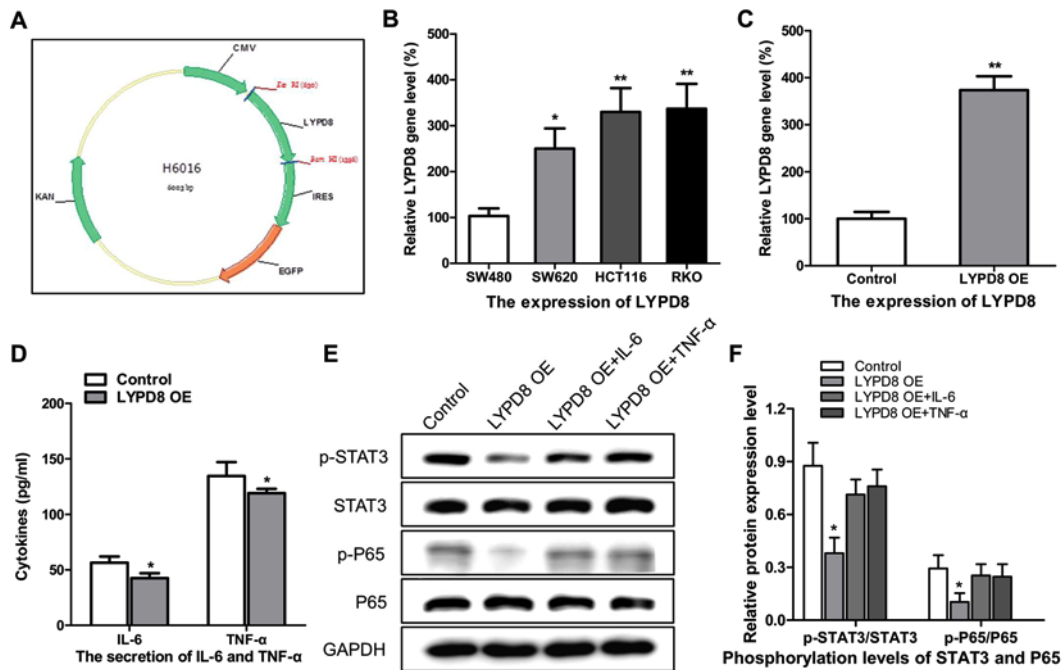 A
CMV
LYPD8
H6016
IRES
KAN
EGFP
B
Relative LYPD8 gene level (%)
500
400
300
200
100
0
*
**
**
SW480 SW620 HCT116 RKO
The expression of LYPD8
C
Relative LYPD8 gene level (%)
500
400
300
200
100
0
**
Control LYPD8 OE
The expression of LYPD8
D
Control
LYPD8 OE
Cytokines (pg/ml)
200
150
100
50
0
*
*
IL-6 TNF-α
The secretion of IL-6 and TNF-α
E
Control
LYPD8 OE
LYPD8 OE+IL-6
LYPD8 OE+TNF-α
p-STAT3
STAT3
p-P65
P65
GAPDH
F
Control
LYPD8 OE
LYPD8 OE+IL-6
LYPD8 OE+TNF-α
Relative protein expression level
1.2
0.9
0.6
0.3
0.0
*
*
p-STAT3/STAT3 p-P65/P65
Phosphorylation levels of STAT3 and P65